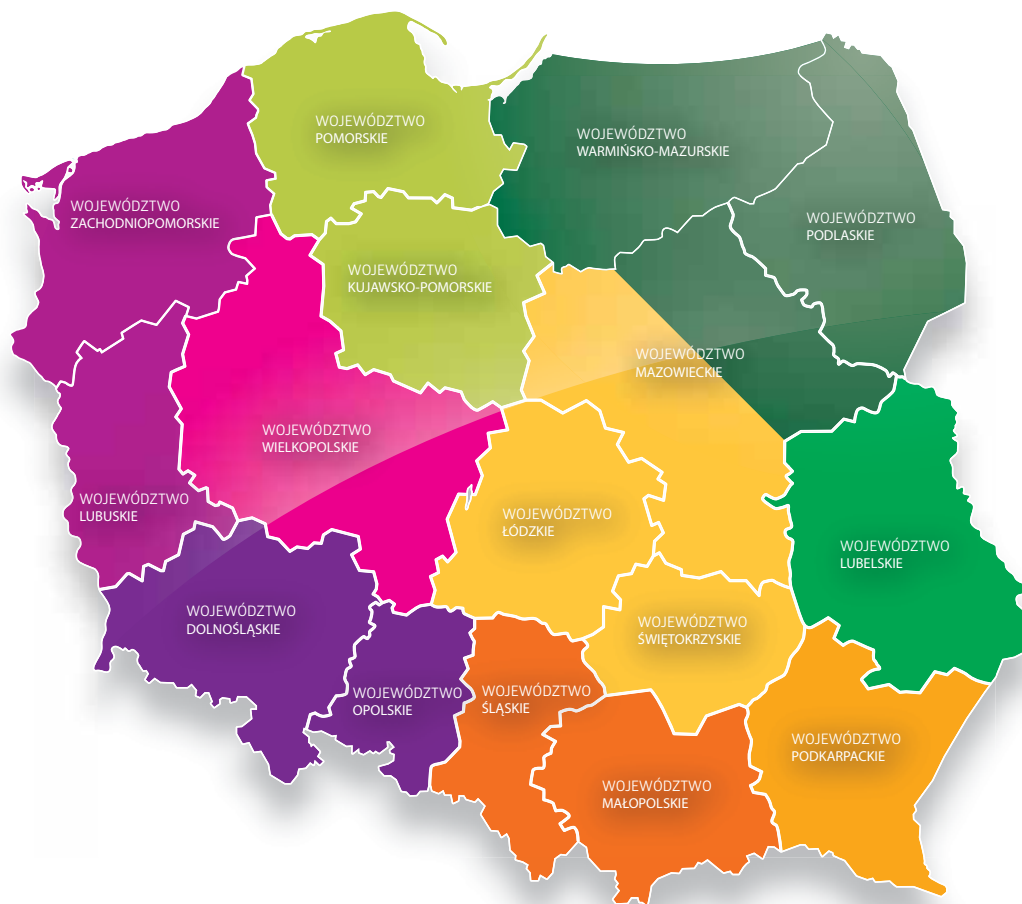 WOJEWÓDZTWO
POMORSKIE
WOJEWÓDZTWO
WARMIŃSKO-MAZURSKIE
WOJEWÓDZTWO
ZACHODNIOPOMORSKIE
WOJEWÓDZTWO
PODLASKIE
WOJEWÓDZTWO
KUJAWSKO-POMORSKIE
WOJEWÓDZTWO
MAZOWIECKIE
WOJEWÓDZTWO
WIELKOPOLSKIE
WOJEWÓDZTWO
LUBUSKIE
WOJEWÓDZTWO
ŁÓDZKIE
WOJEWÓDZTWO
LUBELSKIE
WOJEWÓDZTWO
DOLNOŚLĄSKIE
WOJEWÓDZTWO
ŚWIĘTOKRZYSKIE
WOJEWÓDZTWO
OPOLSKIE
WOJEWÓDZTWO
ŚLĄSKIE
WOJEWÓDZTWO
PODKARPACKIE
WOJEWÓDZTWO
MAŁOPOLSKIE